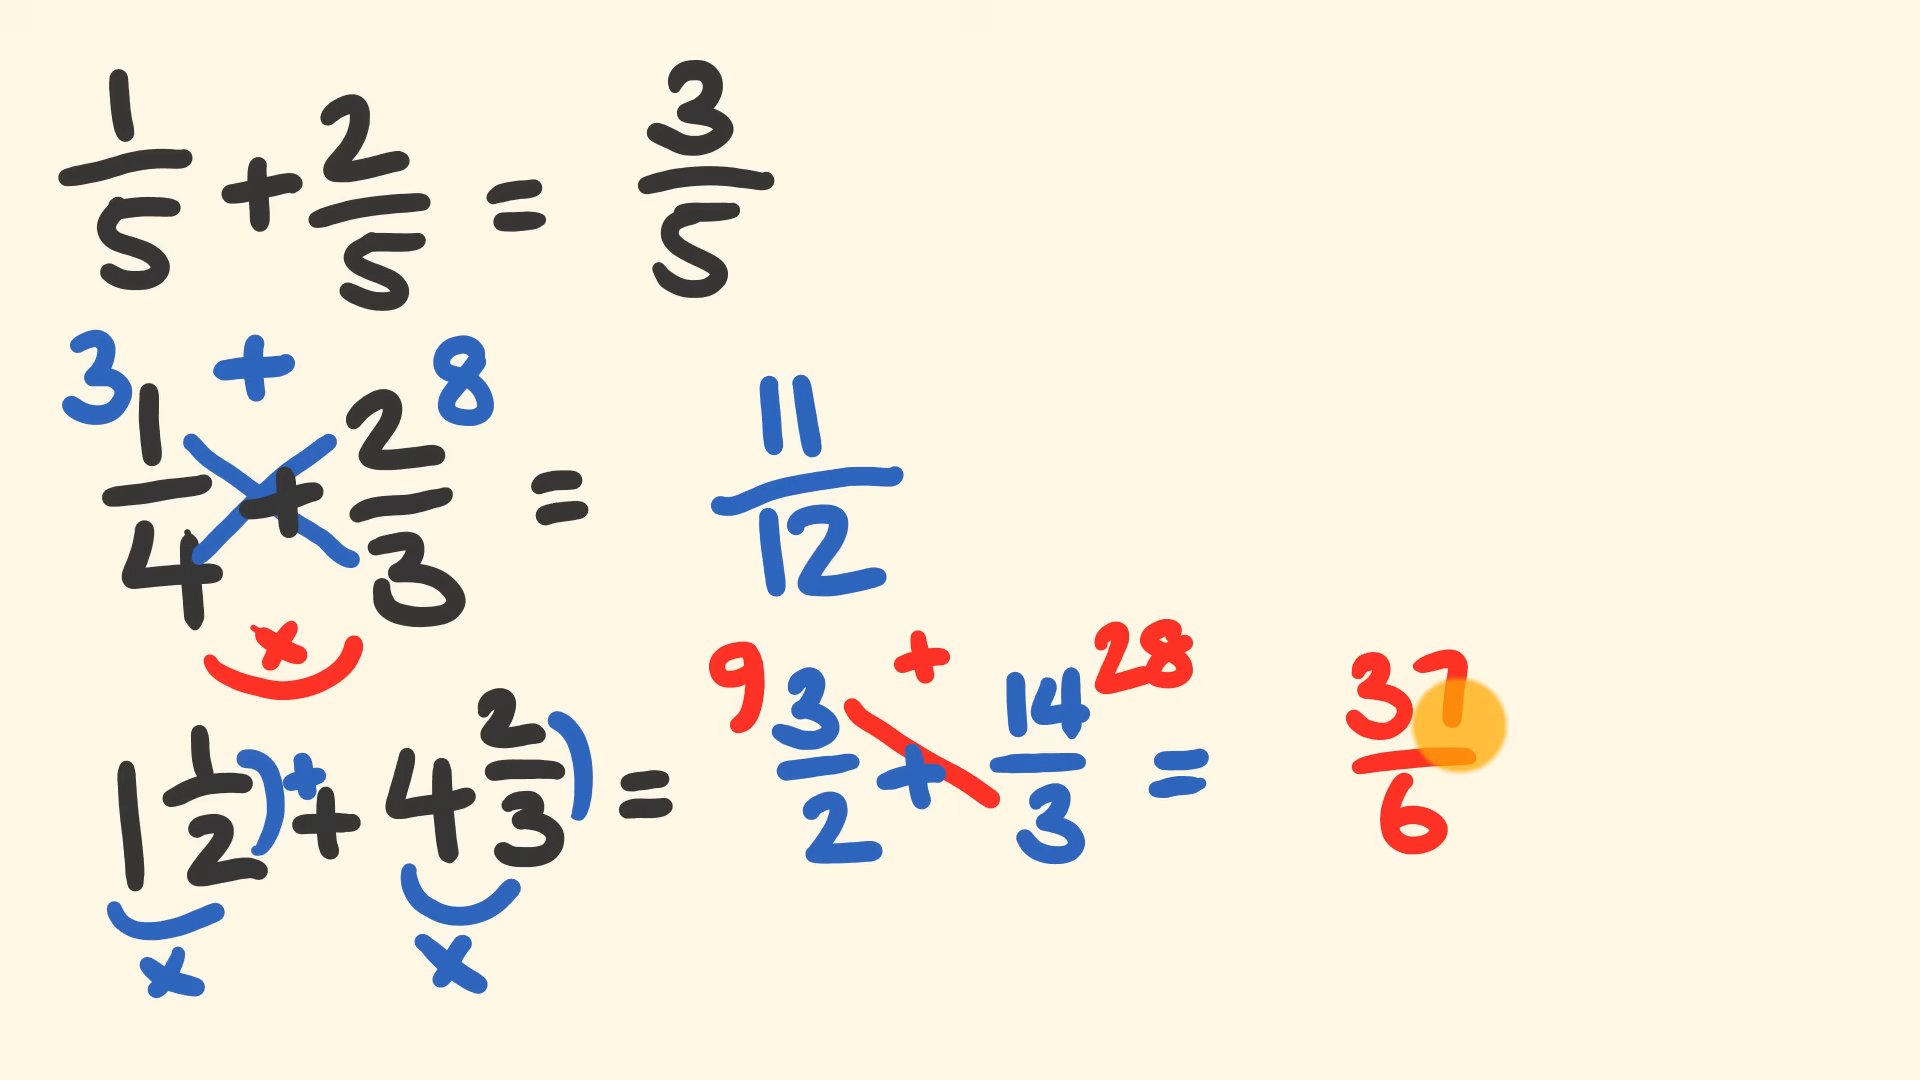 1/5 + 2/5 = 3/5
3 + 8
1/4 + 2/3 = 11/12
x
9 + 28
1 1/2 ) + + 4 2/3 ) = 3/2 + 14/3 = 37/6
x x